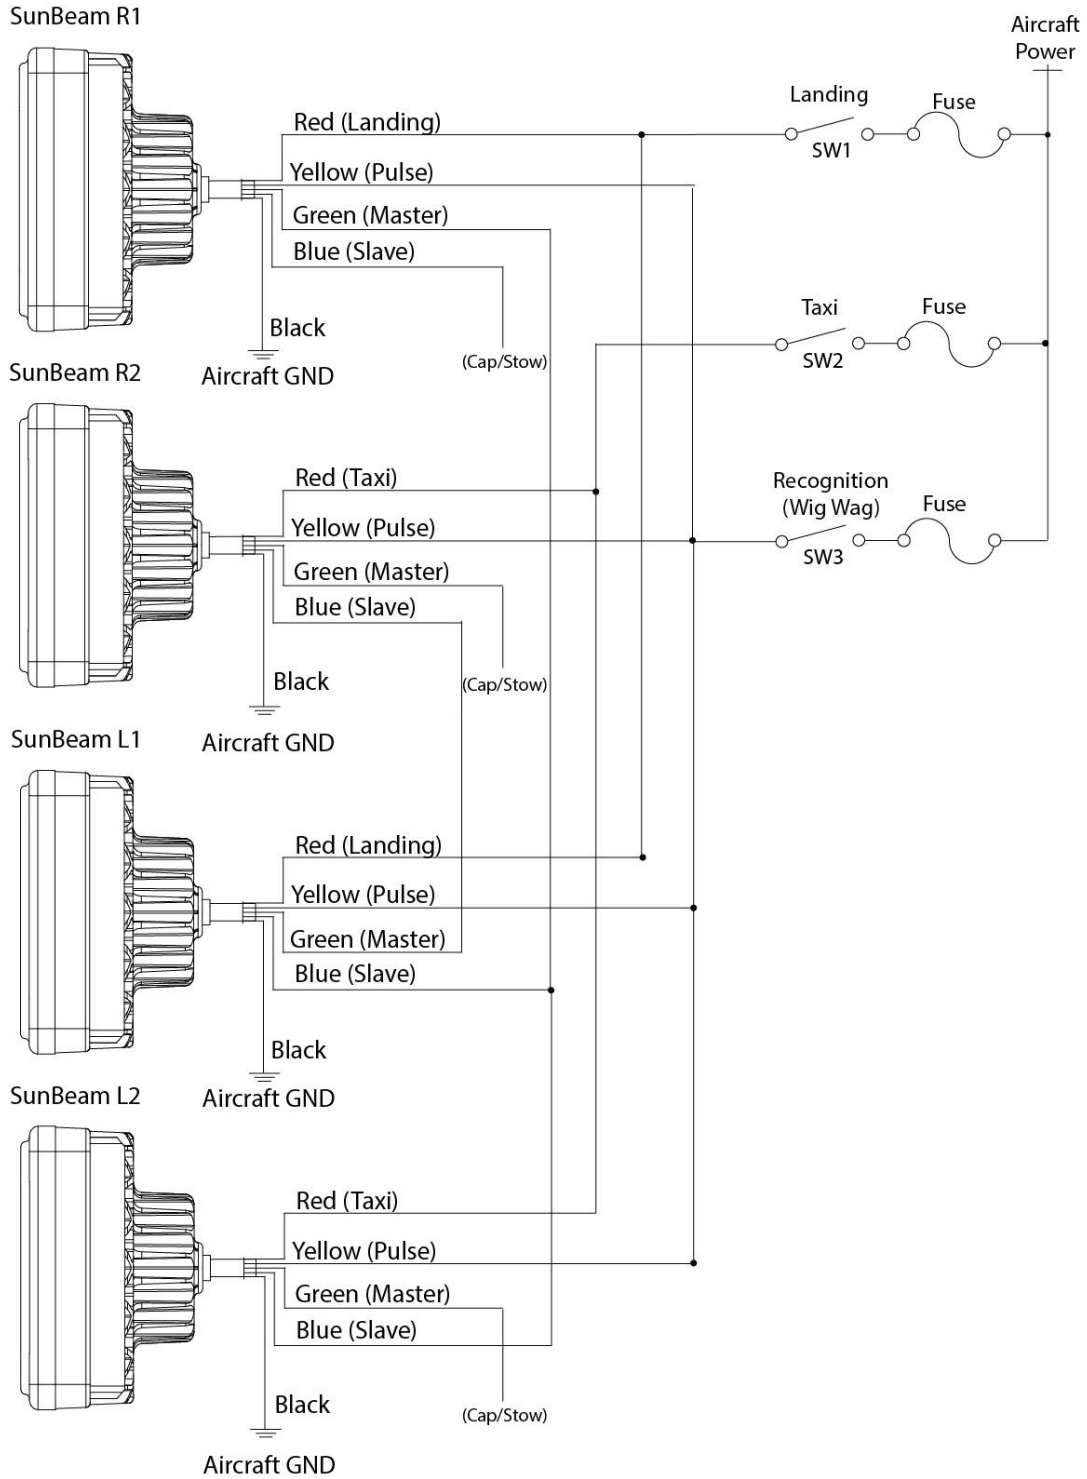 SunBeam R1
Aircraft
Power
Landing
Fuse
SW1
Red (Landing)
Yellow (Pulse)
Green (Master)
Blue (Slave)
Black
(Cap/Stow)
Aircraft GND
Taxi
Fuse
SW2
SunBeam R2
Red (Taxi)
Yellow (Pulse)
Green (Master)
Blue (Slave)
Black
(Cap/Stow)
Aircraft GND
Recognition
(Wig Wag)
Fuse
SW3
SunBeam L1
Red (Landing)
Yellow (Pulse)
Green (Master)
Blue (Slave)
Black
Aircraft GND
SunBeam L2
Red (Taxi)
Yellow (Pulse)
Green (Master)
Blue (Slave)
Black
(Cap/Stow)
Aircraft GND